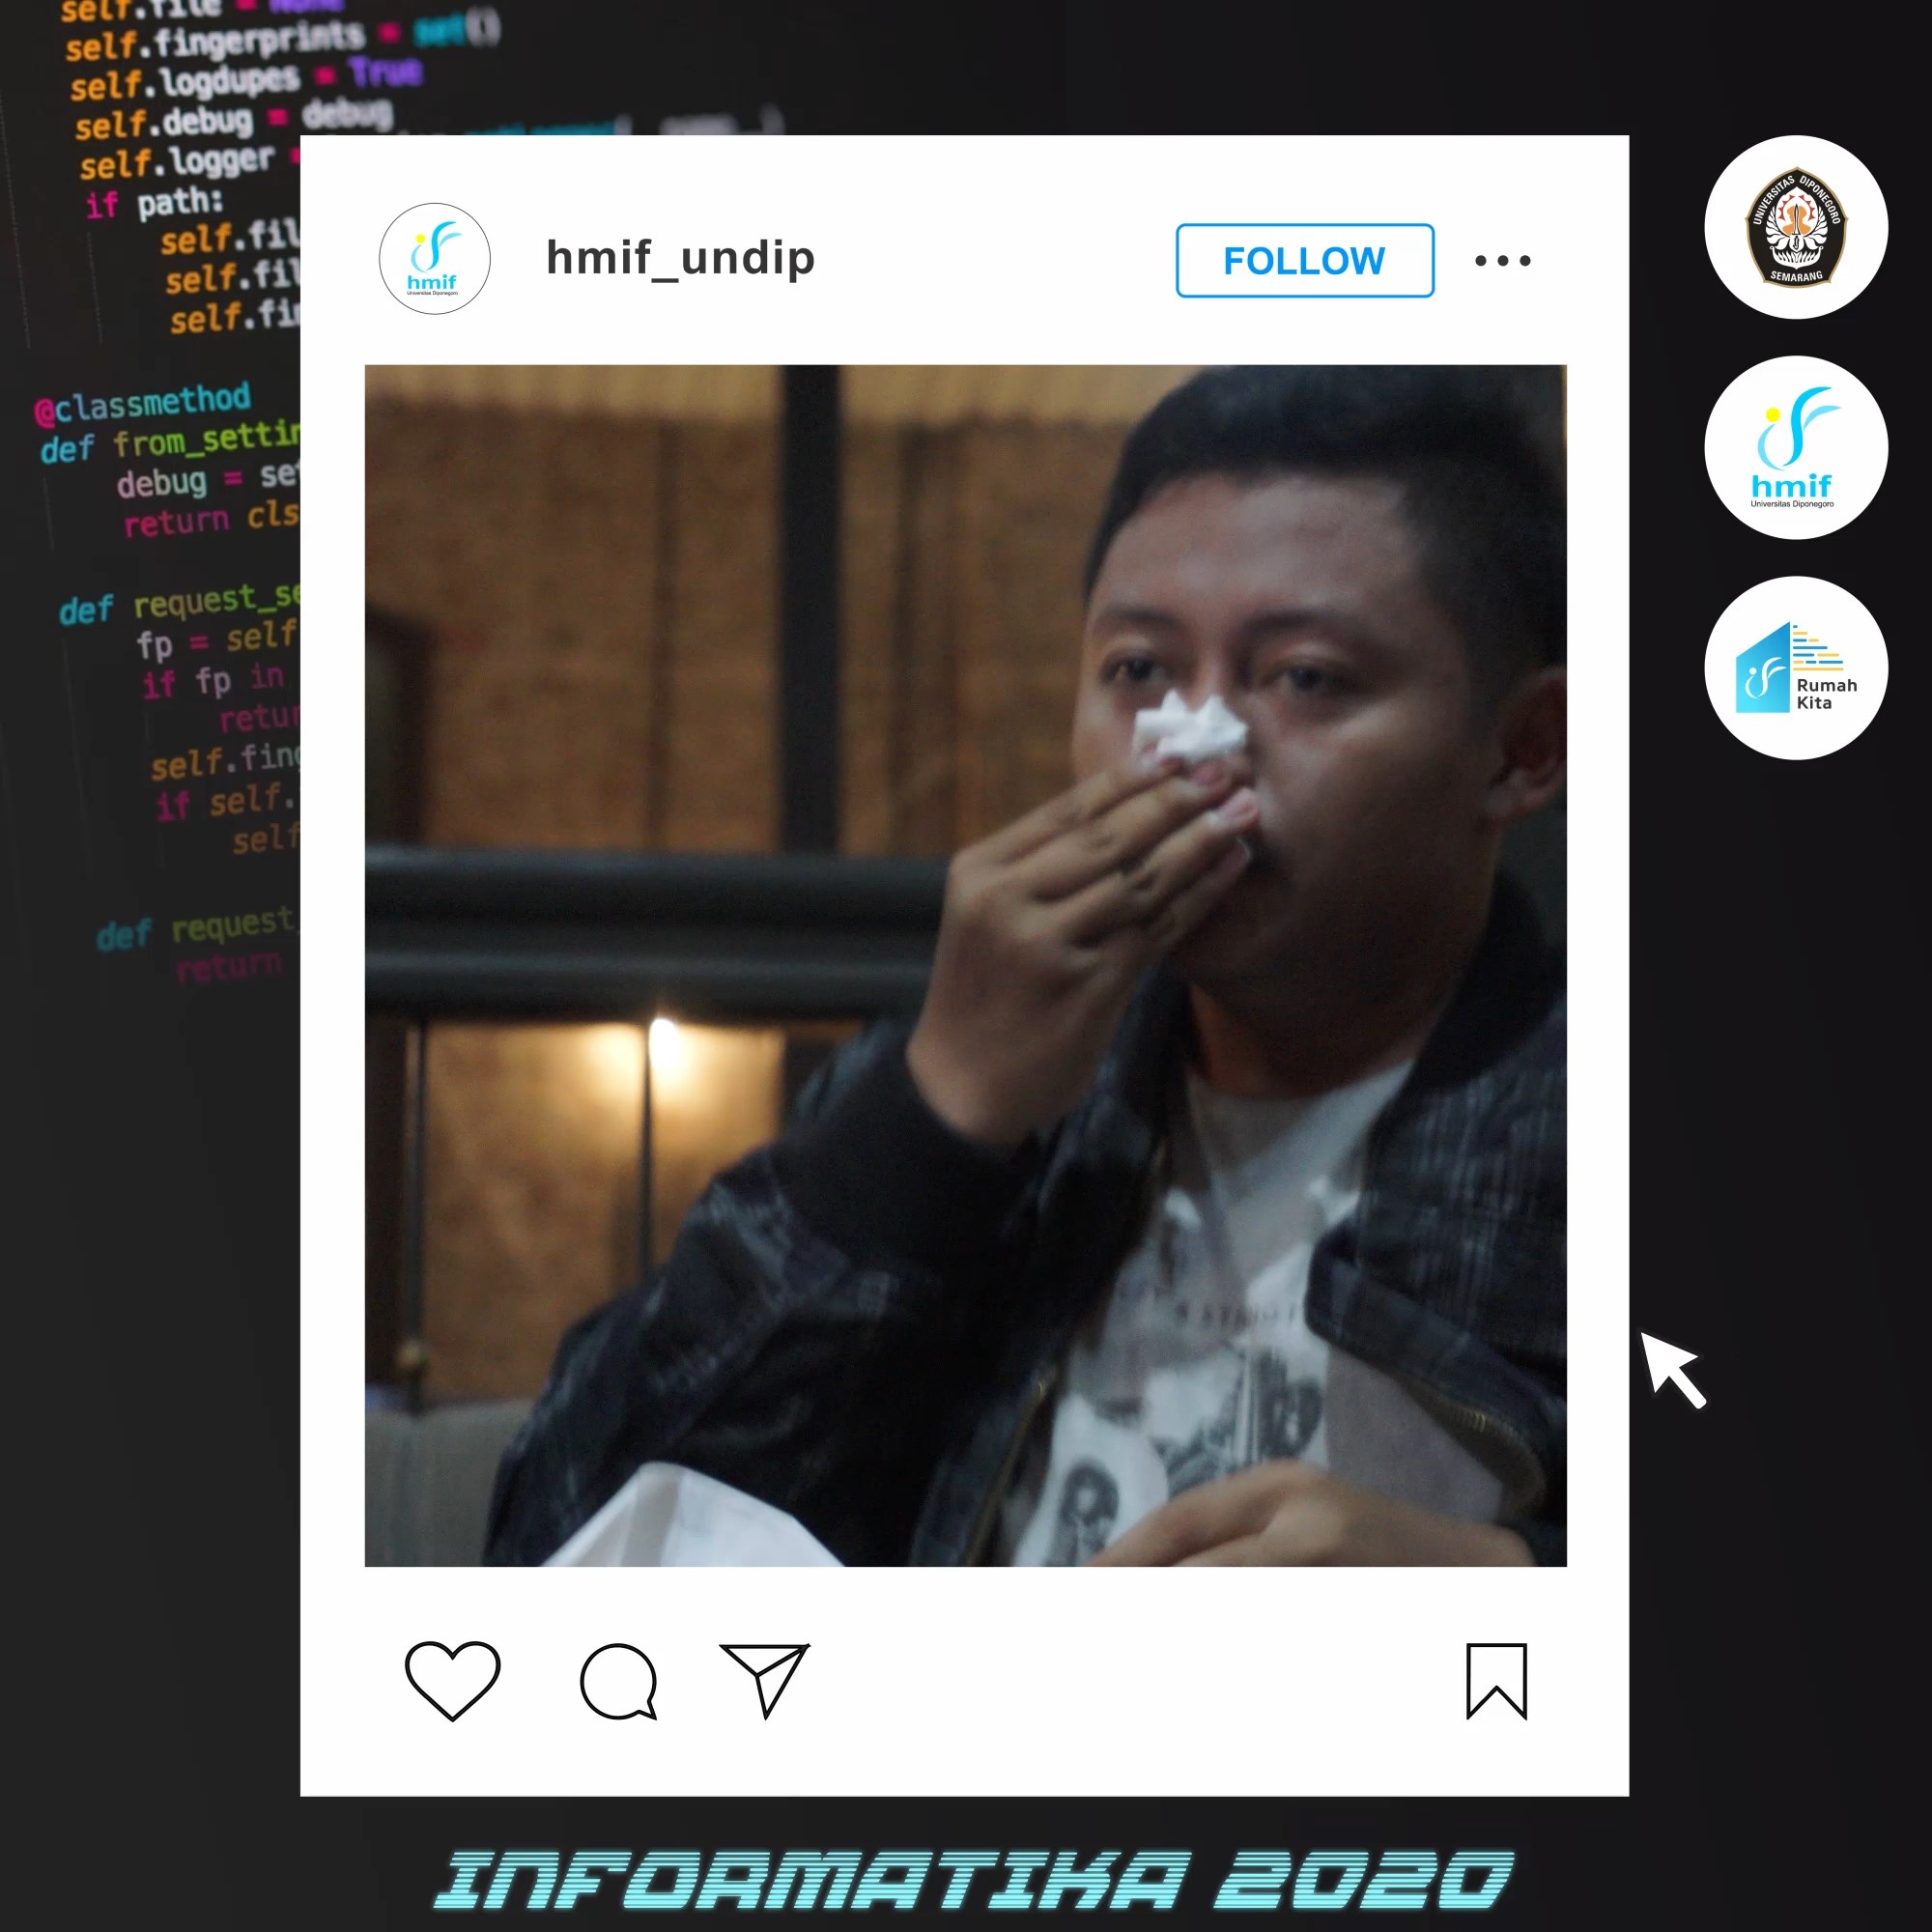 self.file = None
self.fingerprints = set()
self.logdupes = True
self.debug = debug
self.logger =
if path:
self.fil
self.fil
self.fin
@classmethod
def from_settin
debug = set
return cls
def request_se
fp = self
if fp in
retur
self.fing
if self.
self
def request_
return
hmif
Universitas Diponegoro
hmif_undip
FOLLOW
UNIVERSITAS DIPONEGORO
SEMARANG
hmif
Universitas Diponegoro
Rumah
Kita
INFORMATIKA 2020